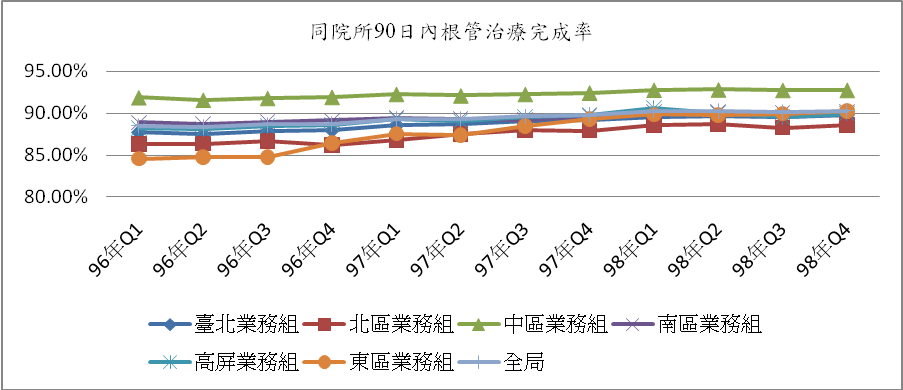 同院所90日內根管治療完成率
95.00%
90.00%
85.00%
80.00%
96年Q1
96年Q2
96年Q3
96年Q4
97年Q1
97年Q2
97年Q3
97年Q4
98年Q1
98年Q2
98年Q3
98年Q4
臺北業務組 北區業務組 中區業務組 南區業務組
高屏業務組 東區業務組 全局